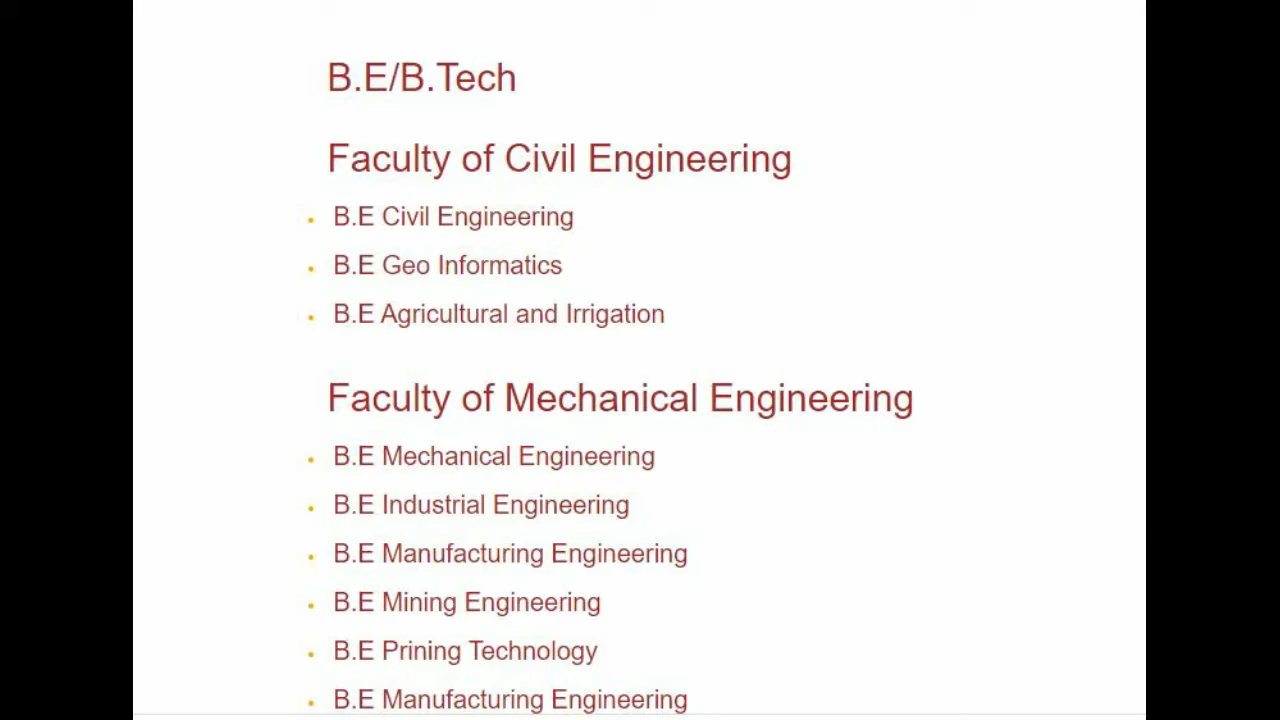 B.E/B.Tech
Faculty of Civil Engineering
B.E Civil Engineering
B.E Geo Informatics
B.E Agricultural and Irrigation
Faculty of Mechanical Engineering
B.E Mechanical Engineering
B.E Industrial Engineering
B.E Manufacturing Engineering
B.E Mining Engineering
B.E Prining Technology
B.E Manufacturing Engineering